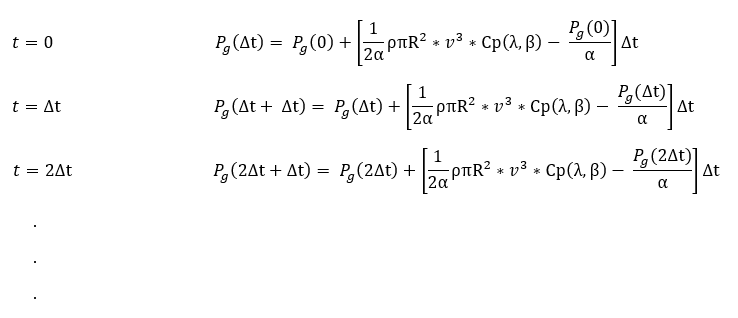 t = 0 P_g(Δt) = P_g(0) + [1/2α ρπR² * v³ * Cp(λ, β) − P_g(0)/α] Δt
t = Δt P_g(Δt + Δt) = P_g(Δt) + [1/2α ρπR² * v³ * Cp(λ, β) − P_g(Δt)/α] Δt
t = 2Δt P_g(2Δt + Δt) = P_g(2Δt) + [1/2α ρπR² * v³ * Cp(λ, β) − P_g(2Δt)/α] Δt
.
.
.